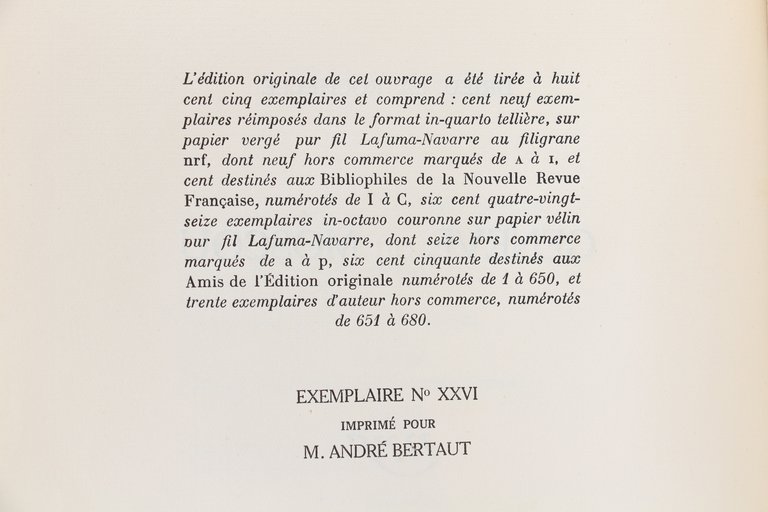 L'édition originale de cet ouvrage a été tirée à huit
cent cinq exemplaires et comprend : cent neuf exem-
plaires réimposés dans le format in-quarto tellière, sur
papier vergé pur fil Lafuma-Navarre au filigrane
nrf, dont neuf hors commerce marqués de A à I, et
cent destinés aux Bibliophiles de la Nouvelle Revue
Française, numérotés de I à C, six cent quatre-vingt-
seize exemplaires in-octavo couronne sur papier vélin
pur fil Lafuma-Navarre, dont seize hors commerce
marqués de a à p, six cent cinquante destinés aux
Amis de l'Édition originale numérotés de 1 à 650, et
trente exemplaires d'auteur hors commerce, numérotés
de 651 à 680.
EXEMPLAIRE Nº XXVI
IMPRIMÉ POUR
M. ANDRÉ BERTAUT